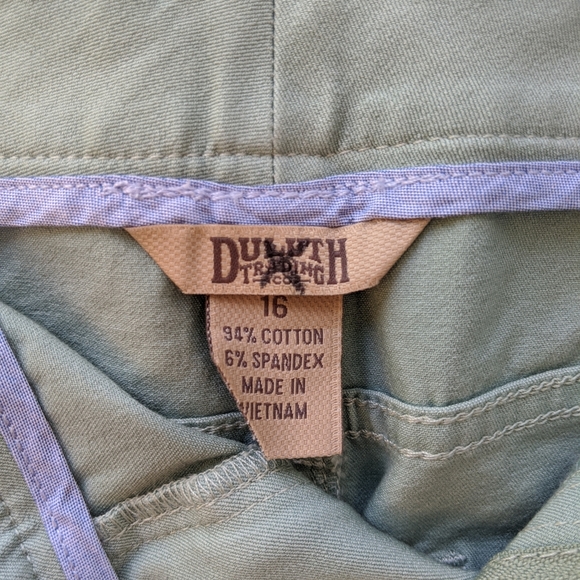 DULUTH
TRADING
CO
16
94% COTTON
6% SPANDEX
MADE IN
VIETNAM